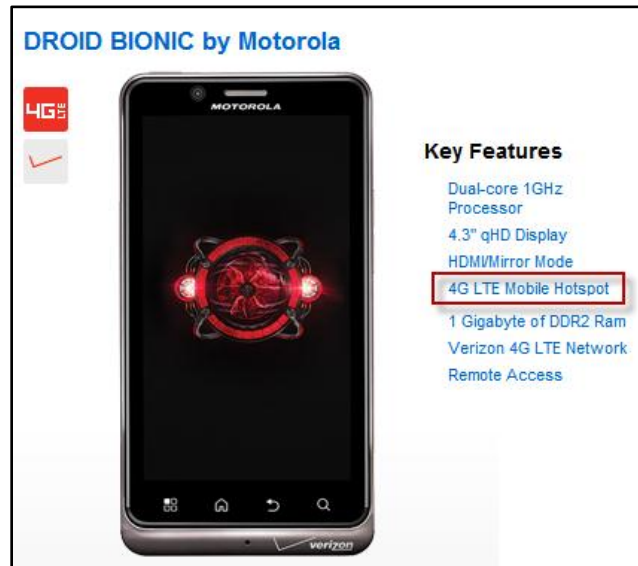 DROID BIONIC by Motorola
4G LTE
MOTOROLA
Key Features
Dual-core 1GHz
Processor
4.3" qHD Display
HDMI/Mirror Mode
4G LTE Mobile Hotspot
1 Gigabyte of DDR2 Ram
Verizon 4G LTE Network
Remote Access
verizon